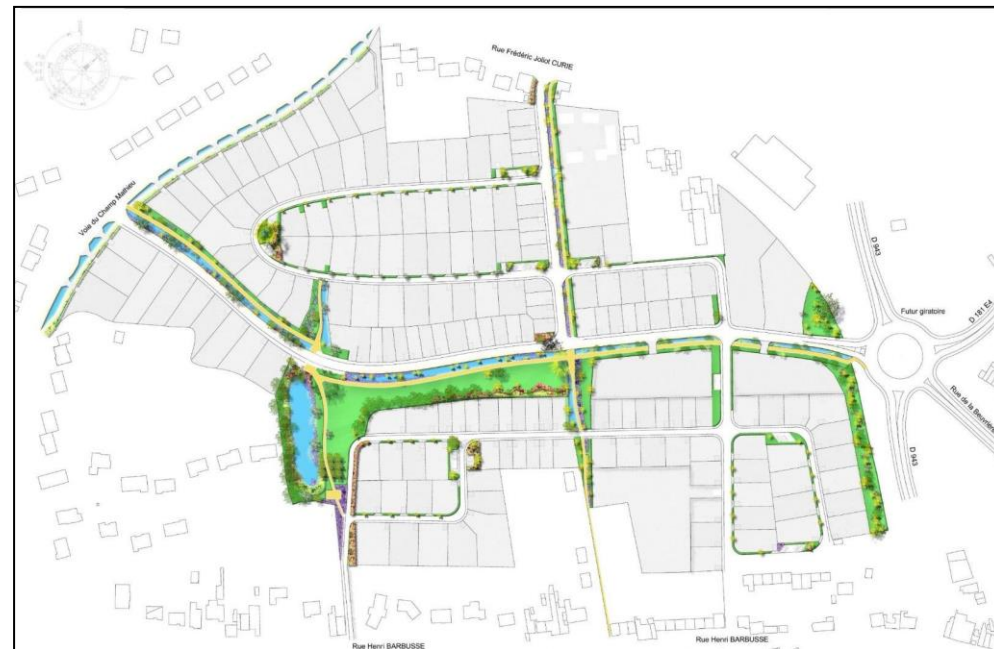 Rue Frédéric Joliot CURIE
Voie du Champ Mathieu
D 943
D 181 E4
Futur giratoire
Rue de la Beuvrière
D 943
Rue Henri BARBUSSE
Rue Henri BARBUSSE